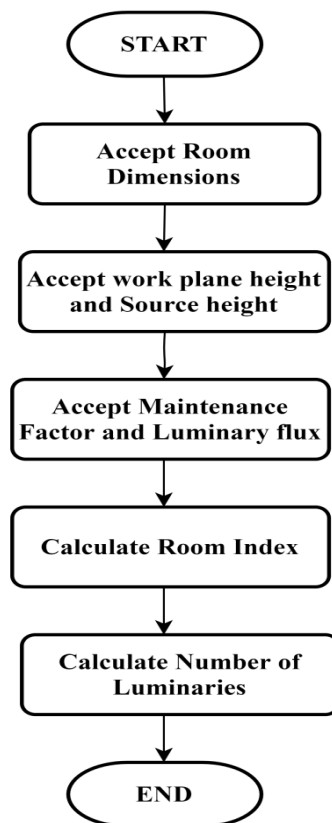 START
Accept Room
Dimensions
Accept work plane height
and Source height
Accept Maintenance
Factor and Luminary flux
Calculate Room Index
Calculate Number of
Luminaries
END